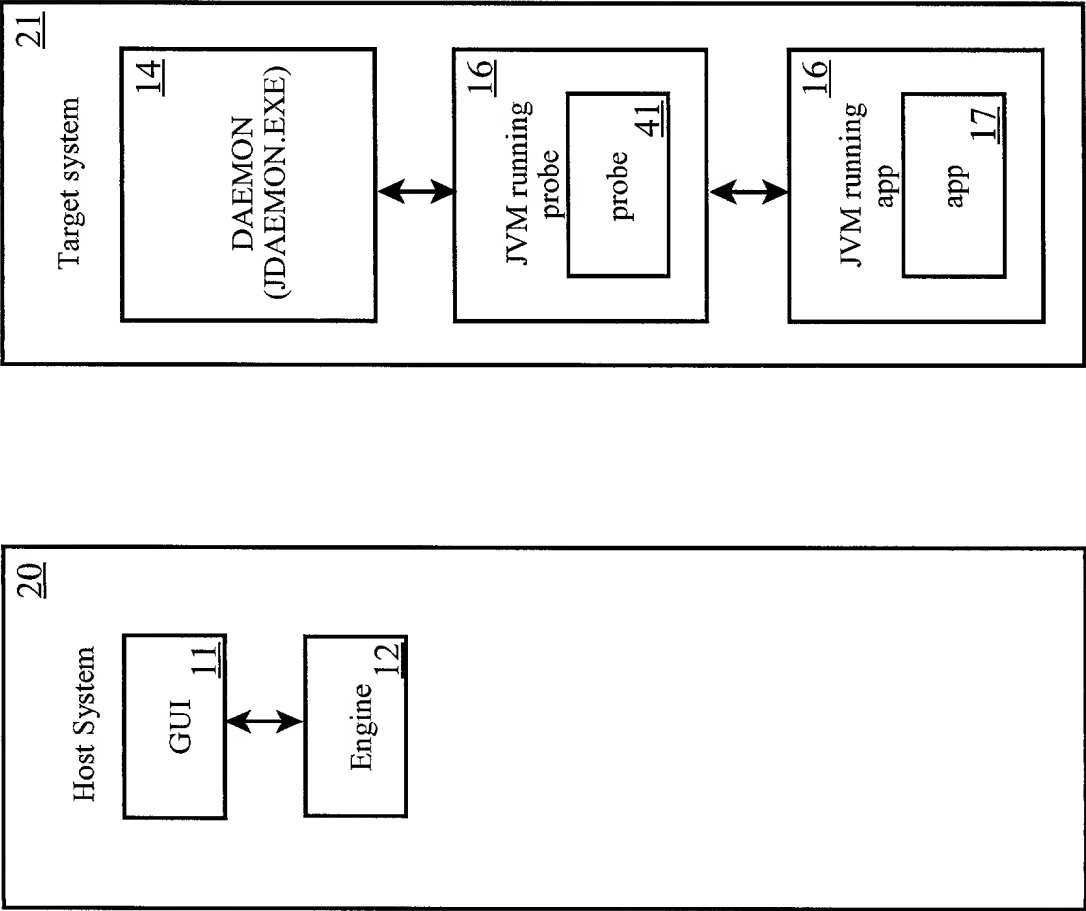 Host System
20
GUI
11
Engine
12
Target system
21
DAEMON
(JDAEMON.EXE)
14
JVM running
probe
16
probe
41
JVM running
app
16
app
17